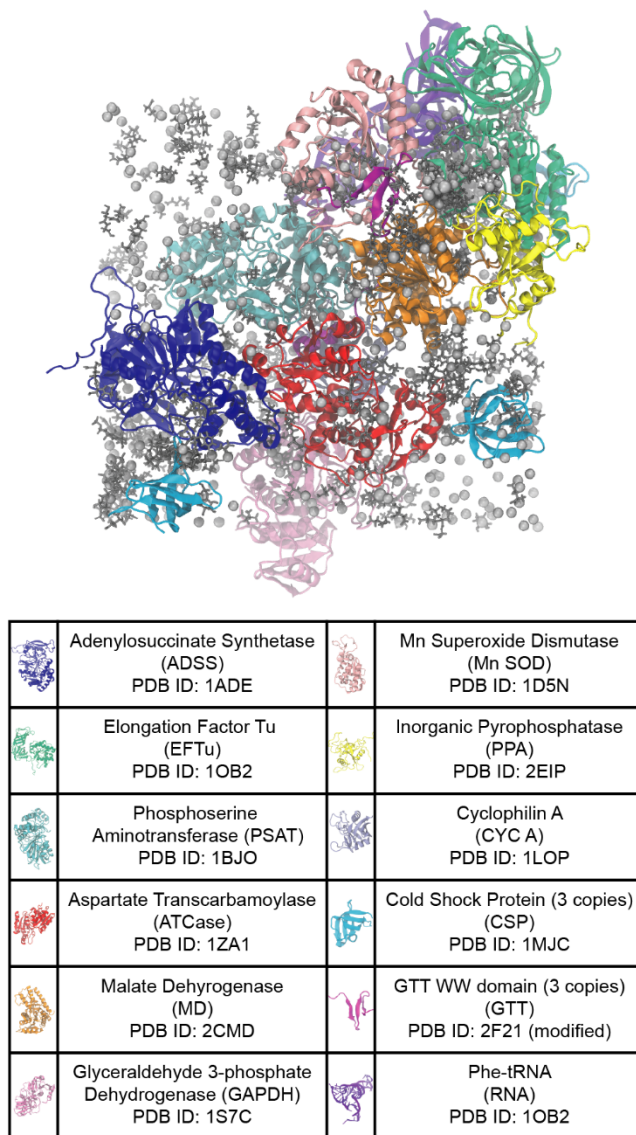 Adenylosuccinate Synthetase
(ADSS)
PDB ID: 1ADE
Mn Superoxide Dismutase
(Mn SOD)
PDB ID: 1D5N
Elongation Factor Tu
(EFTu)
PDB ID: 1OB2
Inorganic Pyrophosphatase
(PPA)
PDB ID: 2EIP
Phosphoserine
Aminotransferase (PSAT)
PDB ID: 1BJO
Cyclophilin A
(CYC A)
PDB ID: 1LOP
Aspartate Transcarbamoylase
(ATCase)
PDB ID: 1ZA1
Cold Shock Protein (3 copies)
(CSP)
PDB ID: 1MJC
Malate Dehyrogenase
(MD)
PDB ID: 2CMD
GTT WW domain (3 copies)
(GTT)
PDB ID: 2F21 (modified)
Glyceraldehyde 3-phosphate
Dehydrogenase (GAPDH)
PDB ID: 1S7C
Phe-tRNA
(RNA)
PDB ID: 1OB2